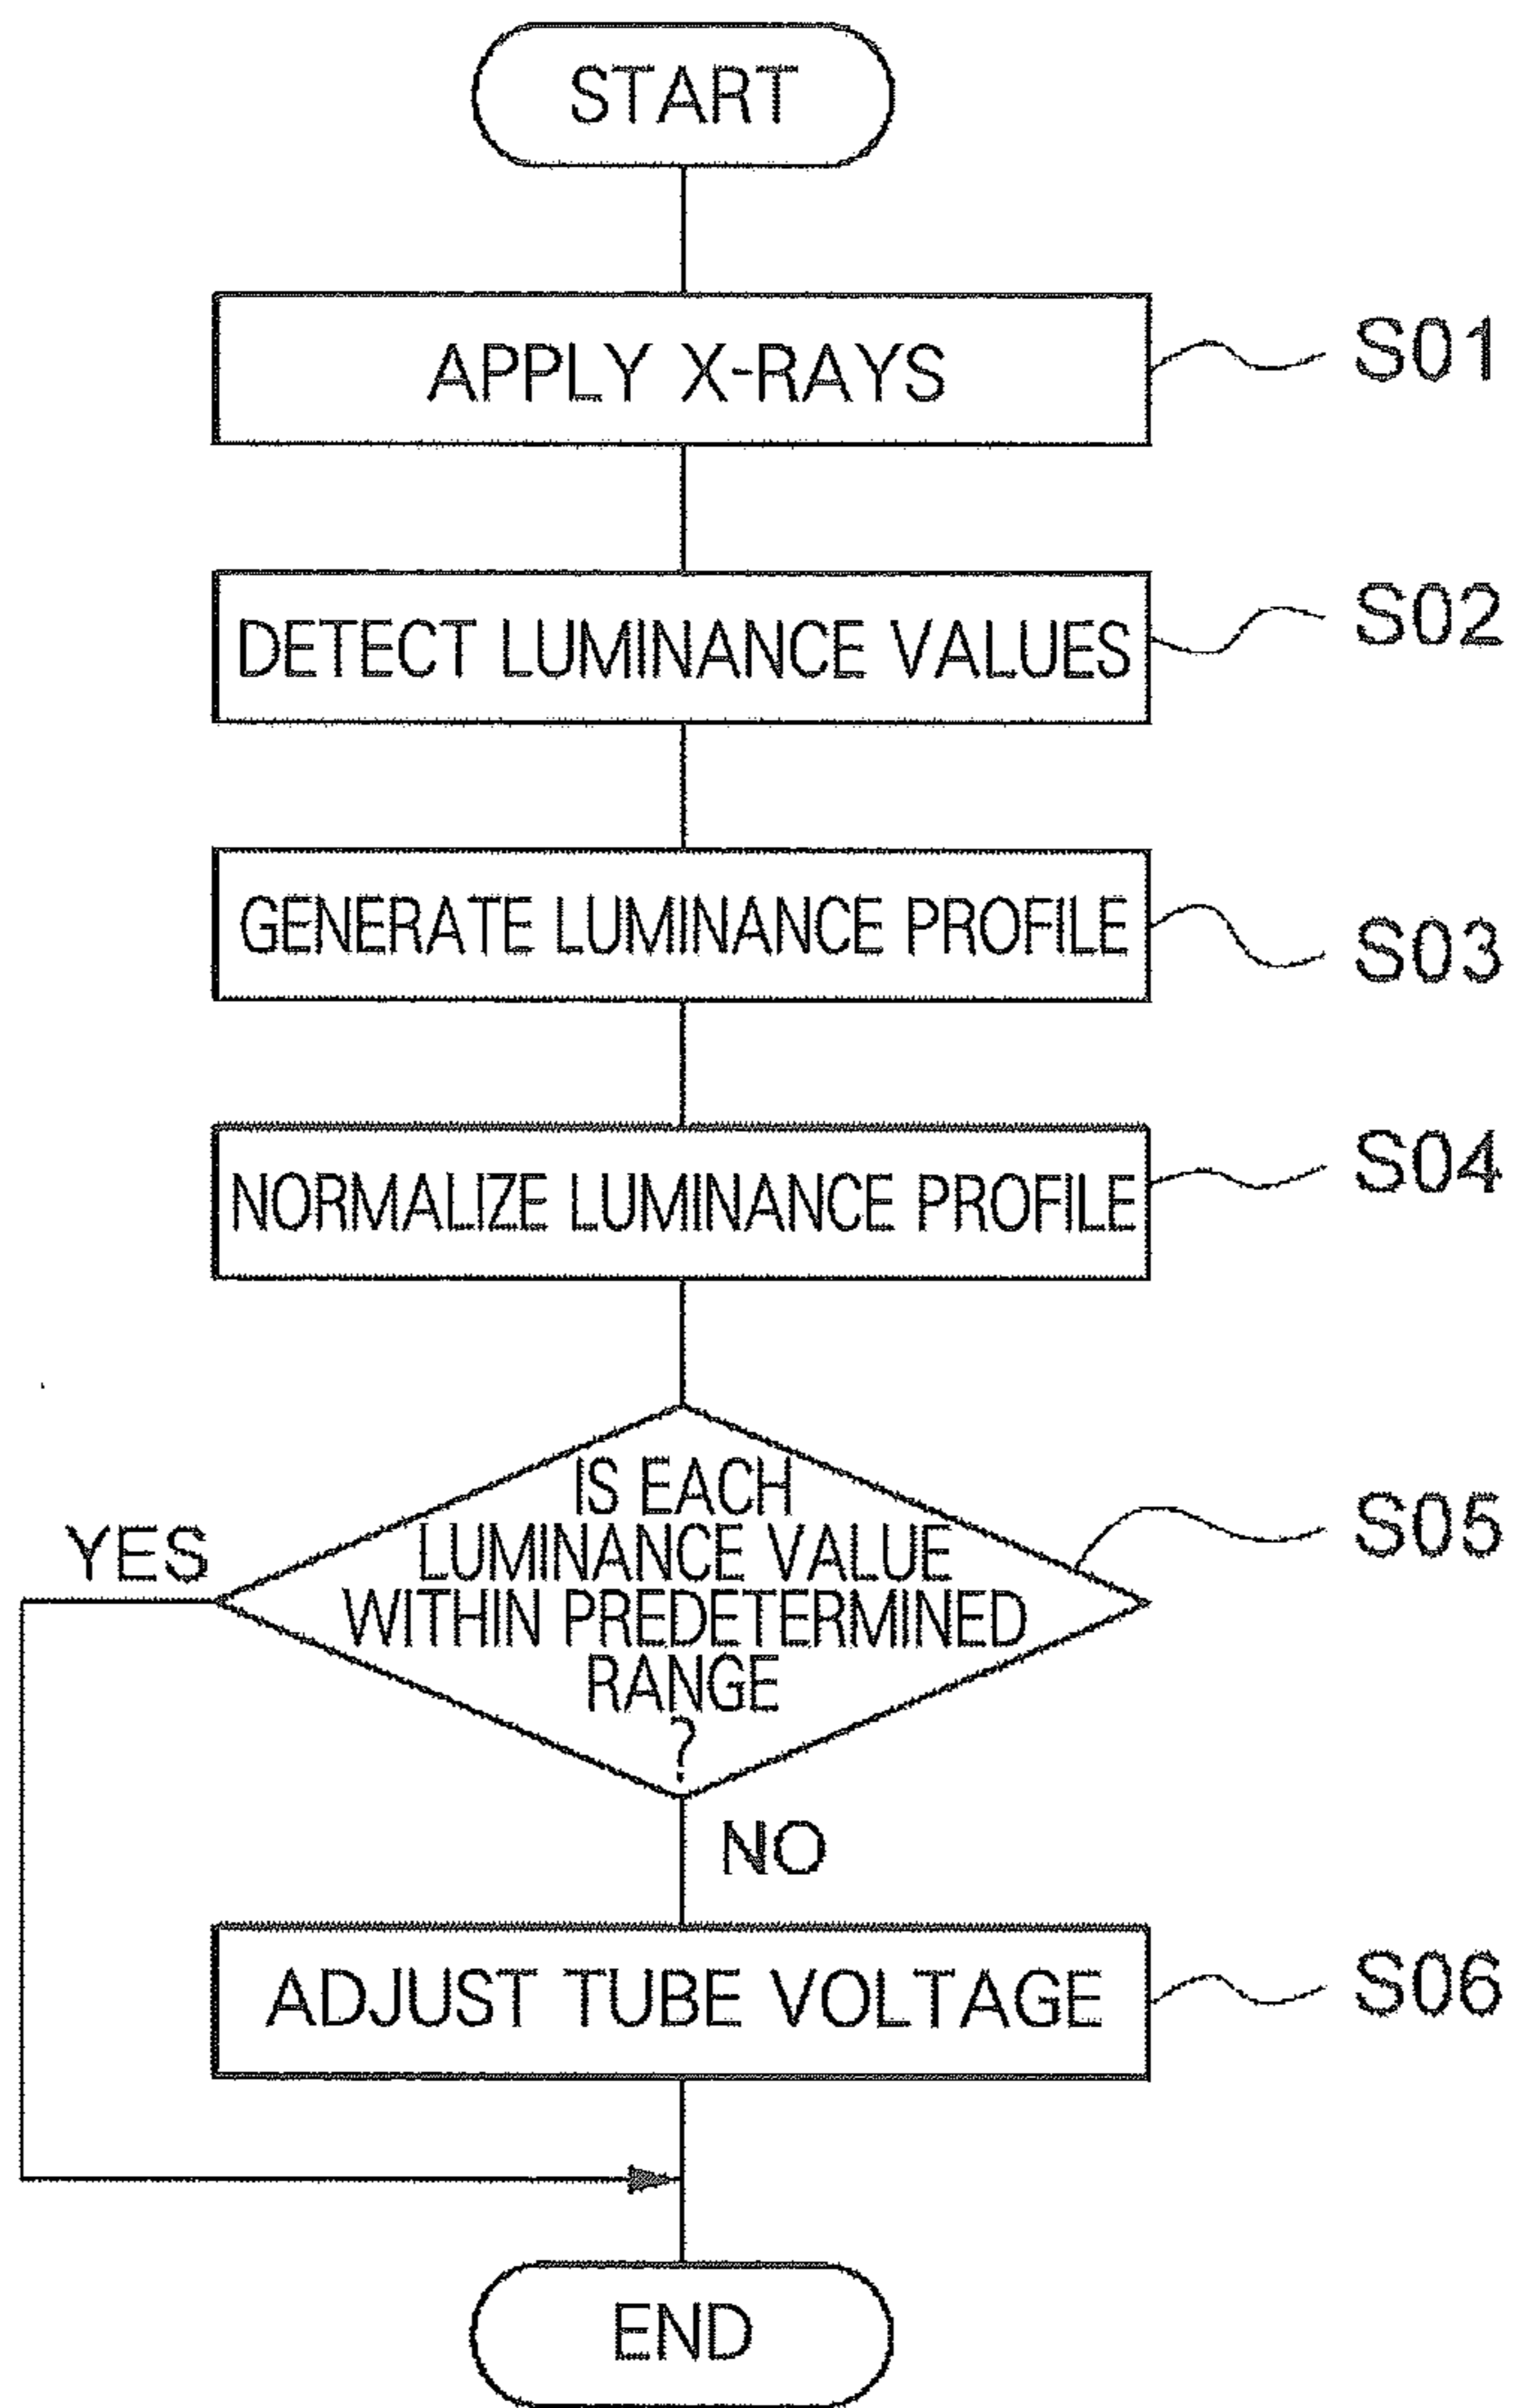 START
APPLY X-RAYS
S01
DETECT LUMINANCE VALUES
S02
GENERATE LUMINANCE PROFILE
S03
NORMALIZE LUMINANCE PROFILE
S04
IS EACH
LUMINANCE VALUE
WITHIN PREDETERMINED
RANGE
?
S05
YES
NO
ADJUST TUBE VOLTAGE
S06
END